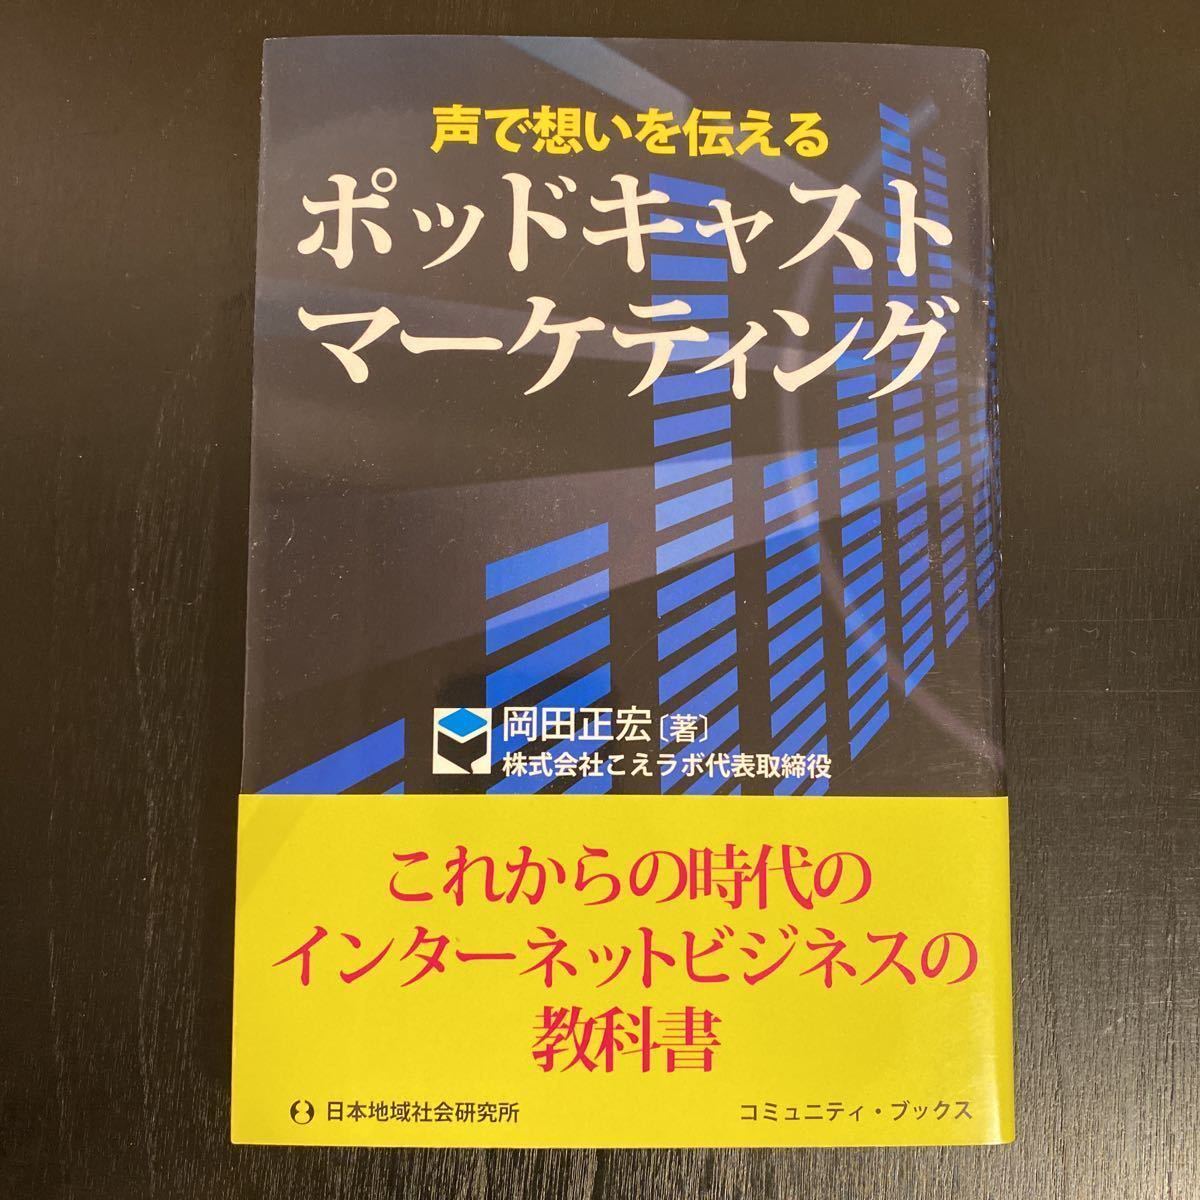 声で想いを伝える
ポッドキャスト
マーケティング
岡田正宏〔著〕
株式会社こえラボ代表取締役
これからの時代の
インターネットビジネスの
教科書
日本地域社会研究所
コミュニティ・ブックス